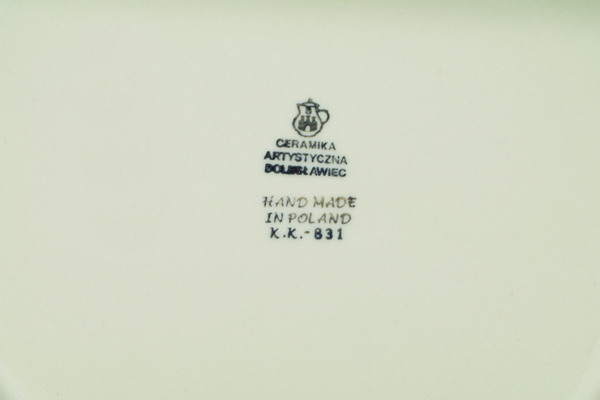 CERAMIKA
ARTYSTYCZNA
BOLESŁAWIEC
HAND MADE
IN POLAND
K.K.-831